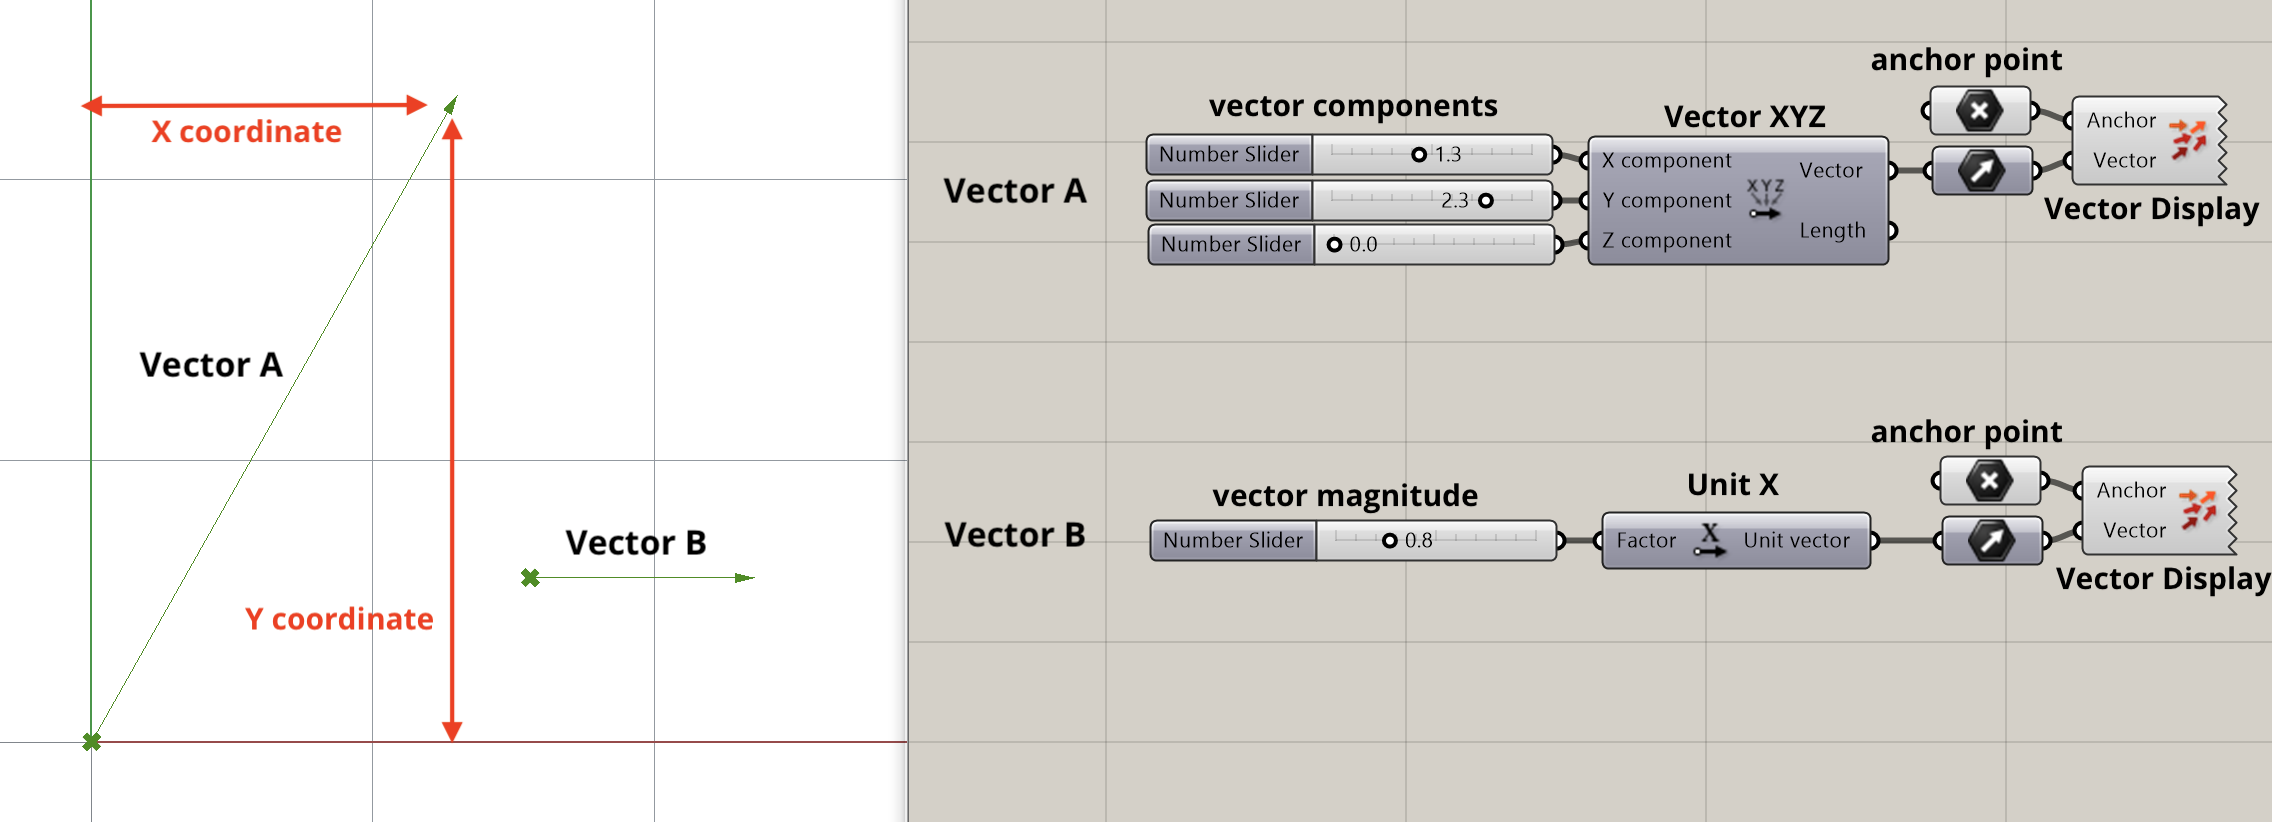 X coordinate
Vector A
Vector B
Y coordinate
anchor point
vector components
Vector XYZ
Vector A
Number Slider 1.3
Number Slider 2.3
Number Slider 0.0
X component
Y component
Z component
XYZ
Vector
Length
Anchor
Vector
Vector Display
anchor point
vector magnitude
Unit X
Vector B
Number Slider 0.8
Factor X Unit vector
Anchor
Vector
Vector Display